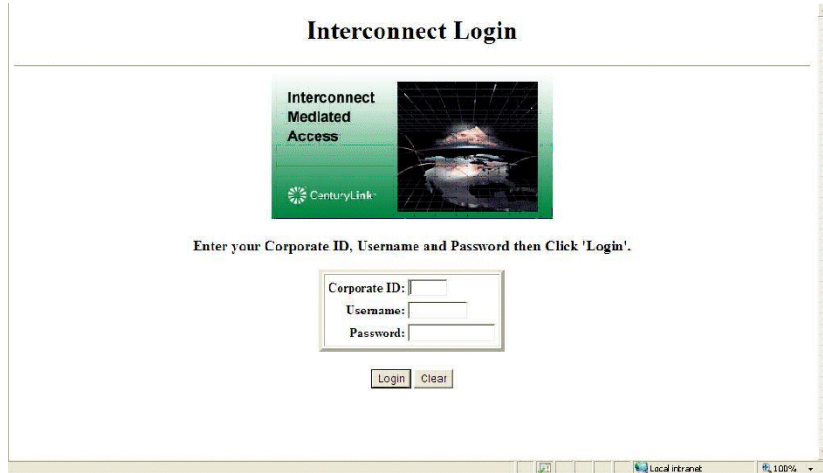 Interconnect Login
Interconnect
Mediated
Access
CenturyLink
Enter your Corporate ID, Username and Password then Click 'Login'.
Corporate ID:
Username:
Password:
Login Clear
Local intranet 100%